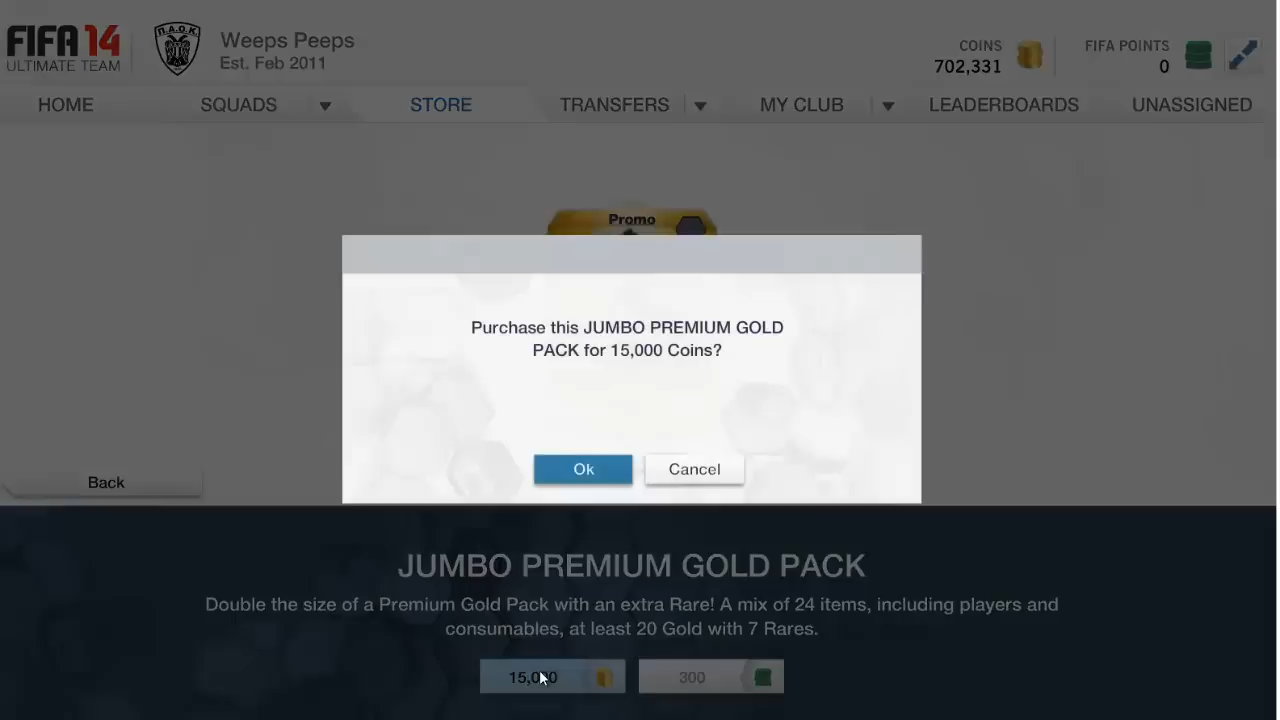 FIFA 14
ULTIMATE TEAM
Π.Α.Ο.Κ
Weeps Peeps
Est. Feb 2011
COINS
702,331
FIFA POINTS
0
HOME
SQUADS
STORE
TRANSFERS
MY CLUB
LEADERBOARDS
UNASSIGNED
Promo
Purchase this JUMBO PREMIUM GOLD
PACK for 15,000 Coins?
Ok
Cancel
Back
JUMBO PREMIUM GOLD PACK
Double the size of a Premium Gold Pack with an extra Rare! A mix of 24 items, including players and
consumables, at least 20 Gold with 7 Rares.
15,000
300